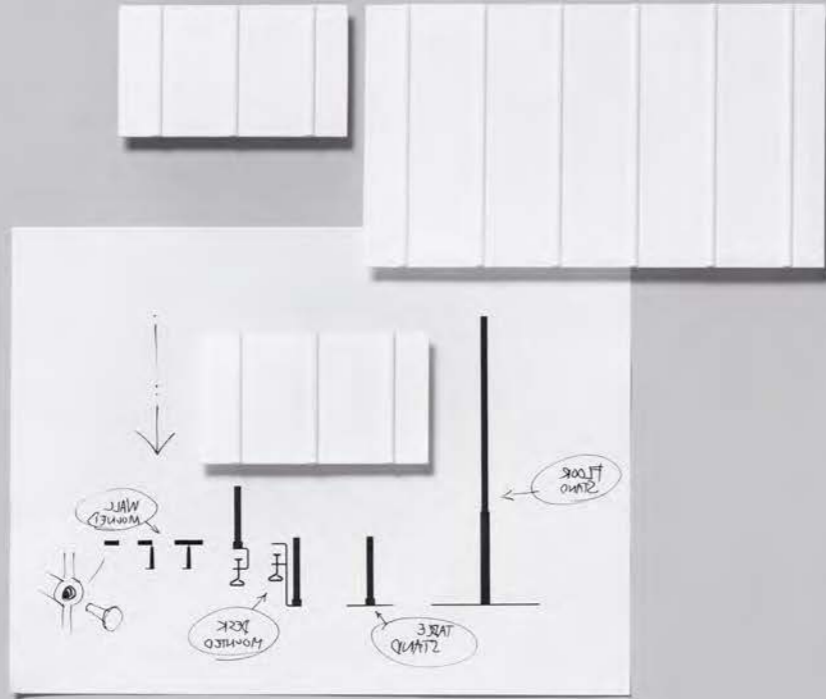 FLOOR
STAND
WALL
MOUNTED
DESK
MOUNTED
TABLE
STAND